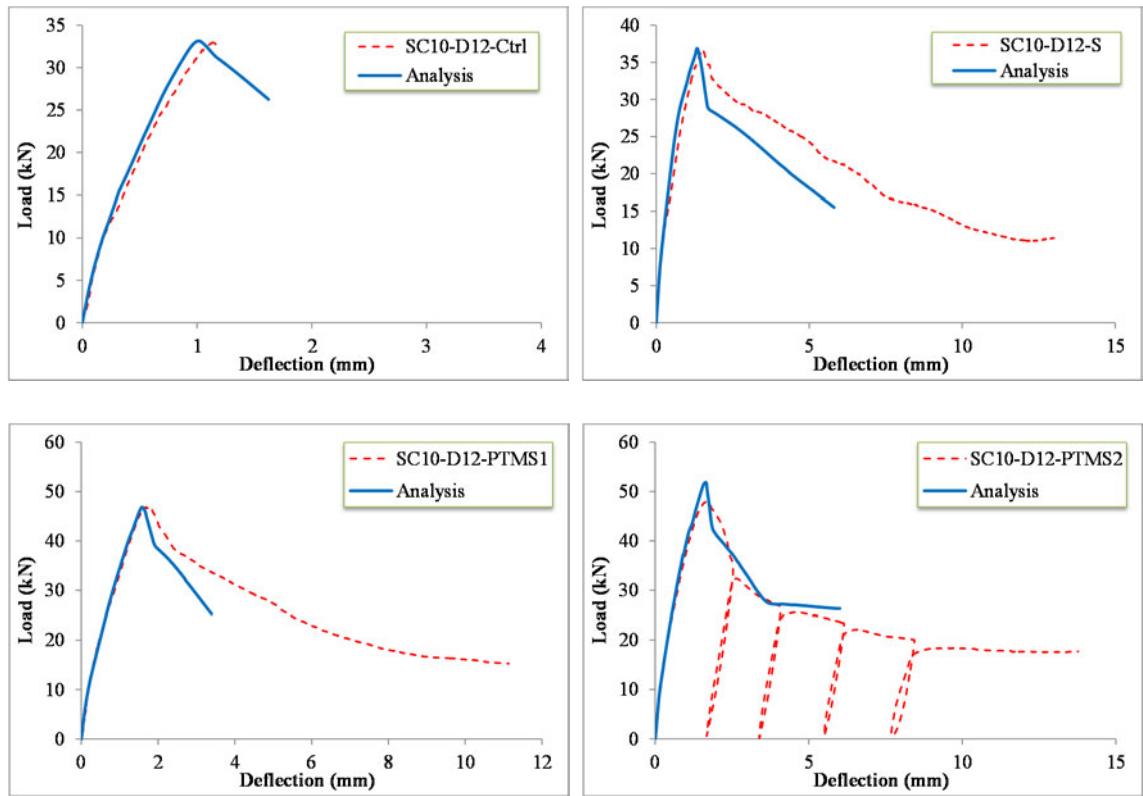 35
30
25
20
15
10
5
0
Load (kN)
SC10-D12-Ctrl
Analysis
0 1 2 3 4
Deflection (mm)
40
35
30
25
20
15
10
5
0
Load (kN)
SC10-D12-S
Analysis
0 5 10 15
Deflection (mm)
60
50
40
30
20
10
0
Load (kN)
SC10-D12-PTMS1
Analysis
0 2 4 6 8 10 12
Deflection (mm)
60
50
40
30
20
10
0
Load (kN)
SC10-D12-PTMS2
Analysis
0 5 10 15
Deflection (mm)